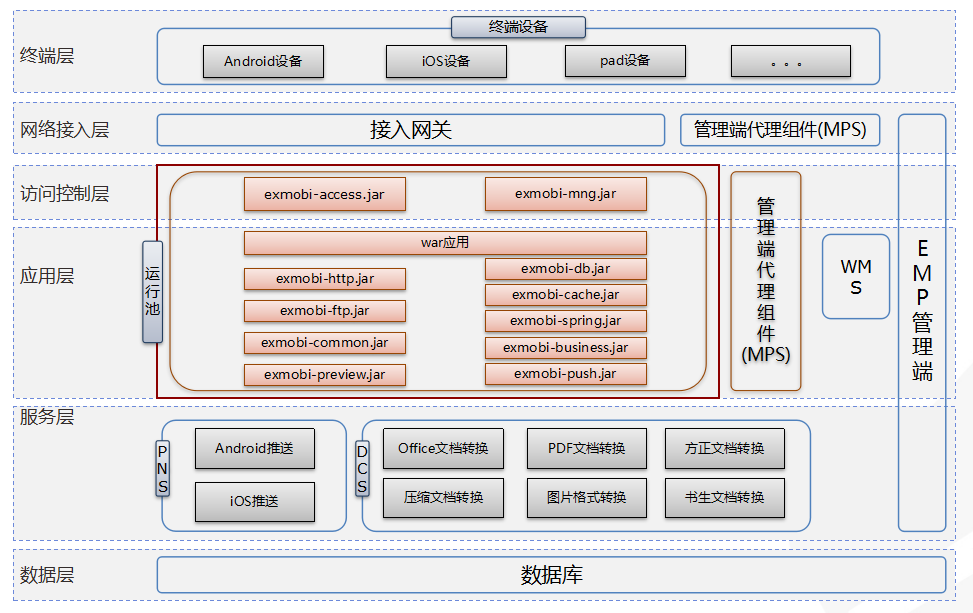 终端设备
终端层
Android设备
iOS设备
pad设备
。。。
网络接入层
接入网关
管理端代理组件(MPS)
访问控制层
exmobi-access.jar
exmobi-mng.jar
应用层
运行池
war应用
exmobi-http.jar
exmobi-ftp.jar
exmobi-common.jar
exmobi-preview.jar
exmobi-db.jar
exmobi-cache.jar
exmobi-spring.jar
exmobi-business.jar
exmobi-push.jar
管理端代理组件(MPS)
WM
S
EMP管理端
服务层
PNS
Android推送
iOS推送
DCS
Office文档转换
PDF文档转换
方正文档转换
压缩文档转换
图片格式转换
书生文档转换
数据层
数据库